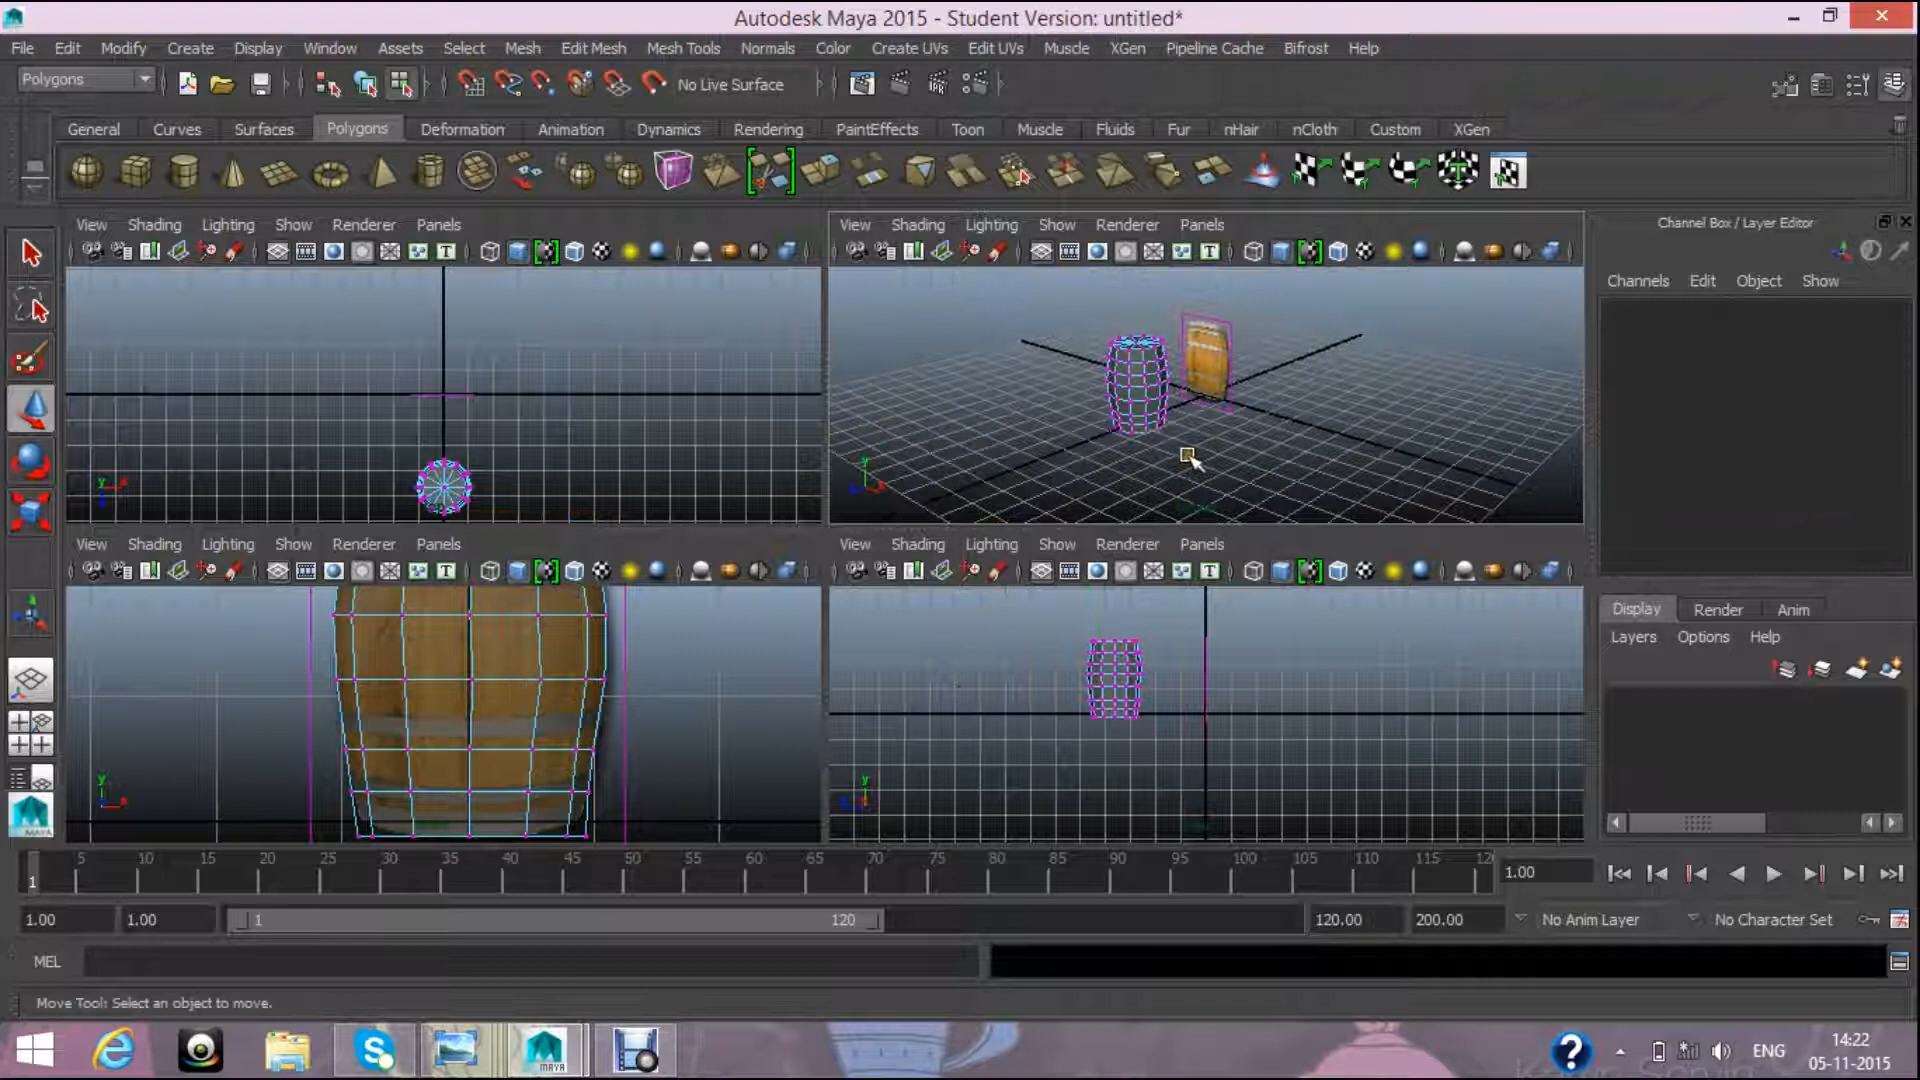 Autodesk Maya 2015 - Student Version: untitled*
File Edit Modify Create Display Window Assets Select Mesh Edit Mesh Mesh Tools Normals Color Create UVs Edit UVs Muscle XGen Pipeline Cache Bifrost Help
Polygons No Live Surface IPR
General Curves Surfaces Polygons Deformation Animation Dynamics Rendering PaintEffects Toon Muscle Fluids Fur nHair nCloth Custom XGen
View Shading Lighting Show Renderer Panels
View Shading Lighting Show Renderer Panels
Channel Box / Layer Editor
Channels Edit Object Show
View Shading Lighting Show Renderer Panels
View Shading Lighting Show Renderer Panels
Display Render Anim
Layers Options Help
5 10 15 20 25 30 35 40 45 50 55 60 65 70 75 80 85 90 95 100 105 110 115
1
1.00
1.00 1.00 1 120 120.00 200.00 No Anim Layer No Character Set
MEL
Move Tool: Select an object to move.
MAYA
ENG
14:22
05-11-2015